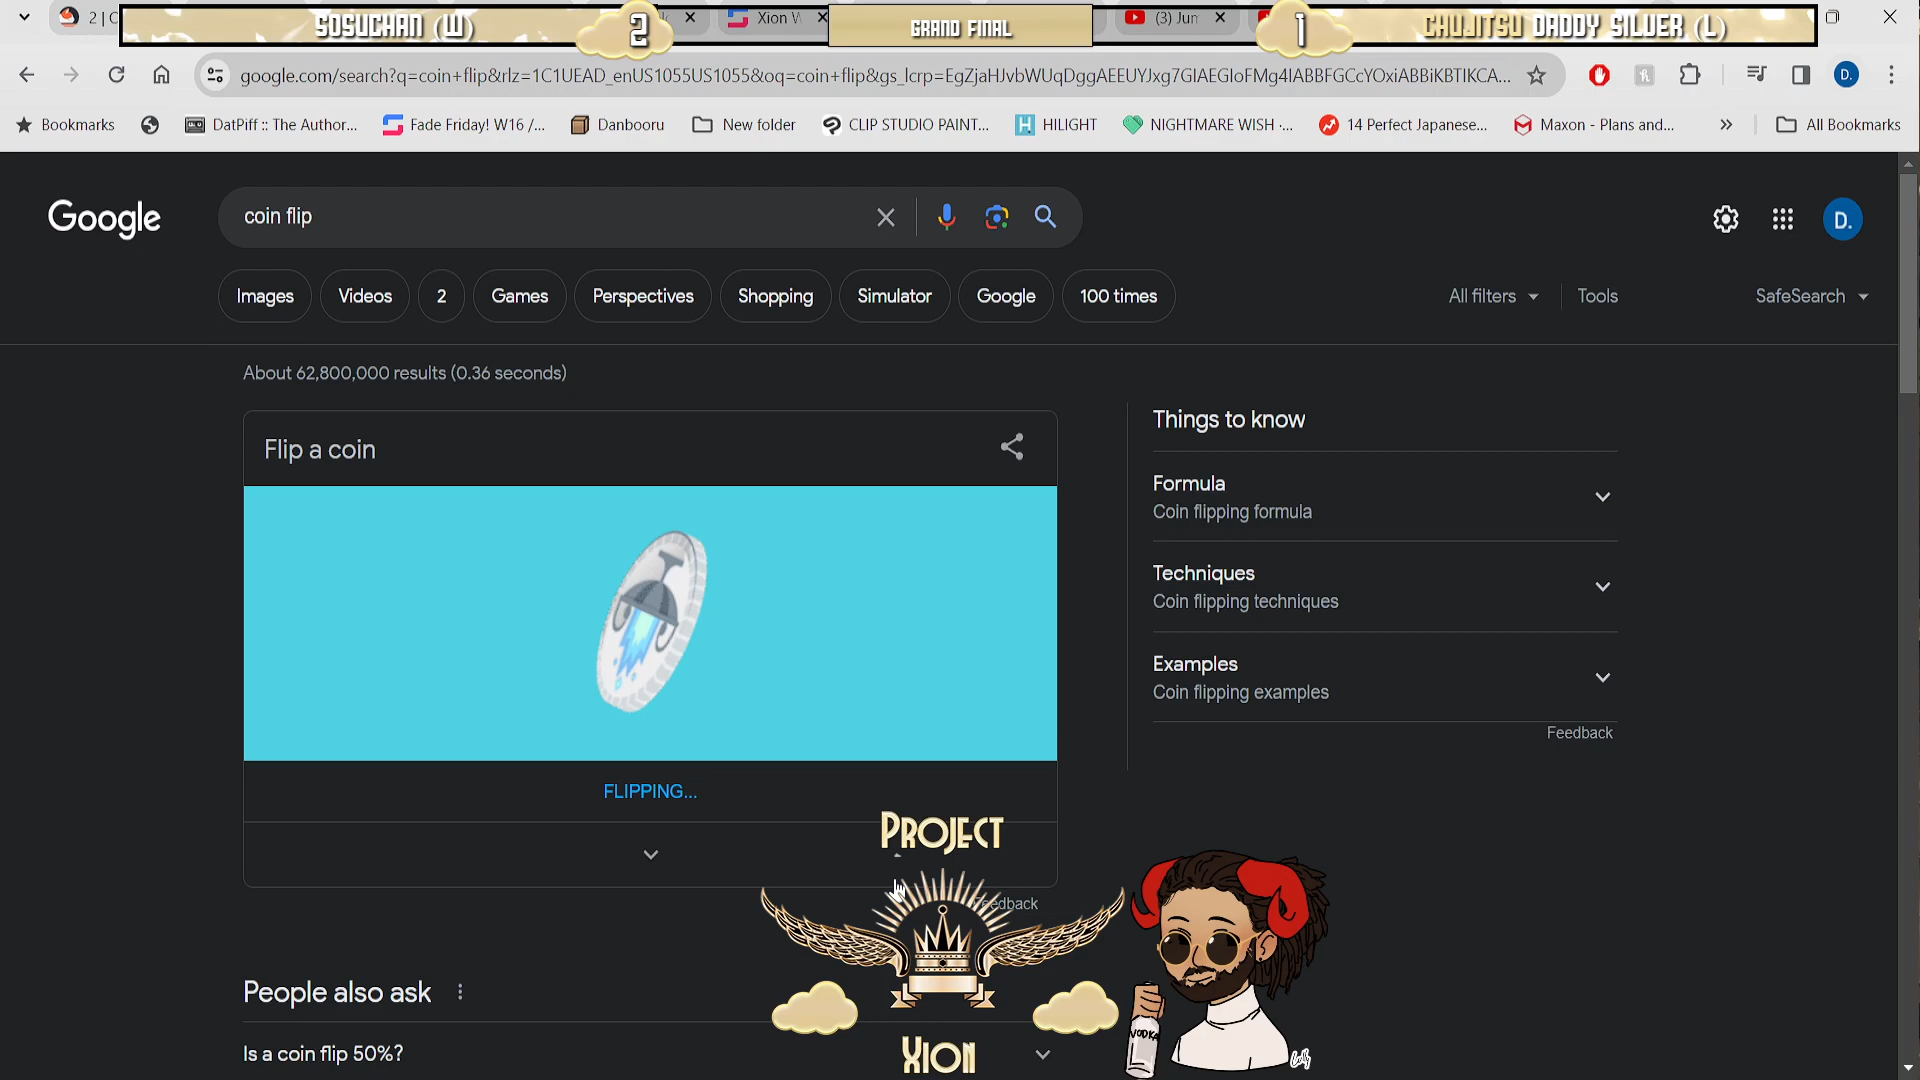 SOSUCHAN (W)
2
GRAND FINAL
1
CHUJITSU DADDY SILVER (L)
2 | C
Xion W
(3) Jun
google.com/search?q=coin+flip&rlz=1C1UEAD_enUS1055US1055&oq=coin+flip&gs_lcrp=EgZjaHJvbWUqDggAEEUYJxg7GIAEGIoFMg4IABBFGCcYOxiABBiKBTIKCA...
D.
Bookmarks
DatPiff :: The Author...
Fade Friday! W16 /...
Danbooru
New folder
CLIP STUDIO PAINT...
HILIGHT
NIGHTMARE WISH ·...
14 Perfect Japanese...
Maxon - Plans and...
»
All Bookmarks
Google
coin flip
D.
Images
Videos
2
Games
Perspectives
Shopping
Simulator
Google
100 times
All filters
Tools
SafeSearch
About 62,800,000 results (0.36 seconds)
Flip a coin
FLIPPING...
Feedback
Things to know
Formula
Coin flipping formula
Techniques
Coin flipping techniques
Examples
Coin flipping examples
Feedback
PROJECT
XION
VODKA
People also ask
Is a coin flip 50%?